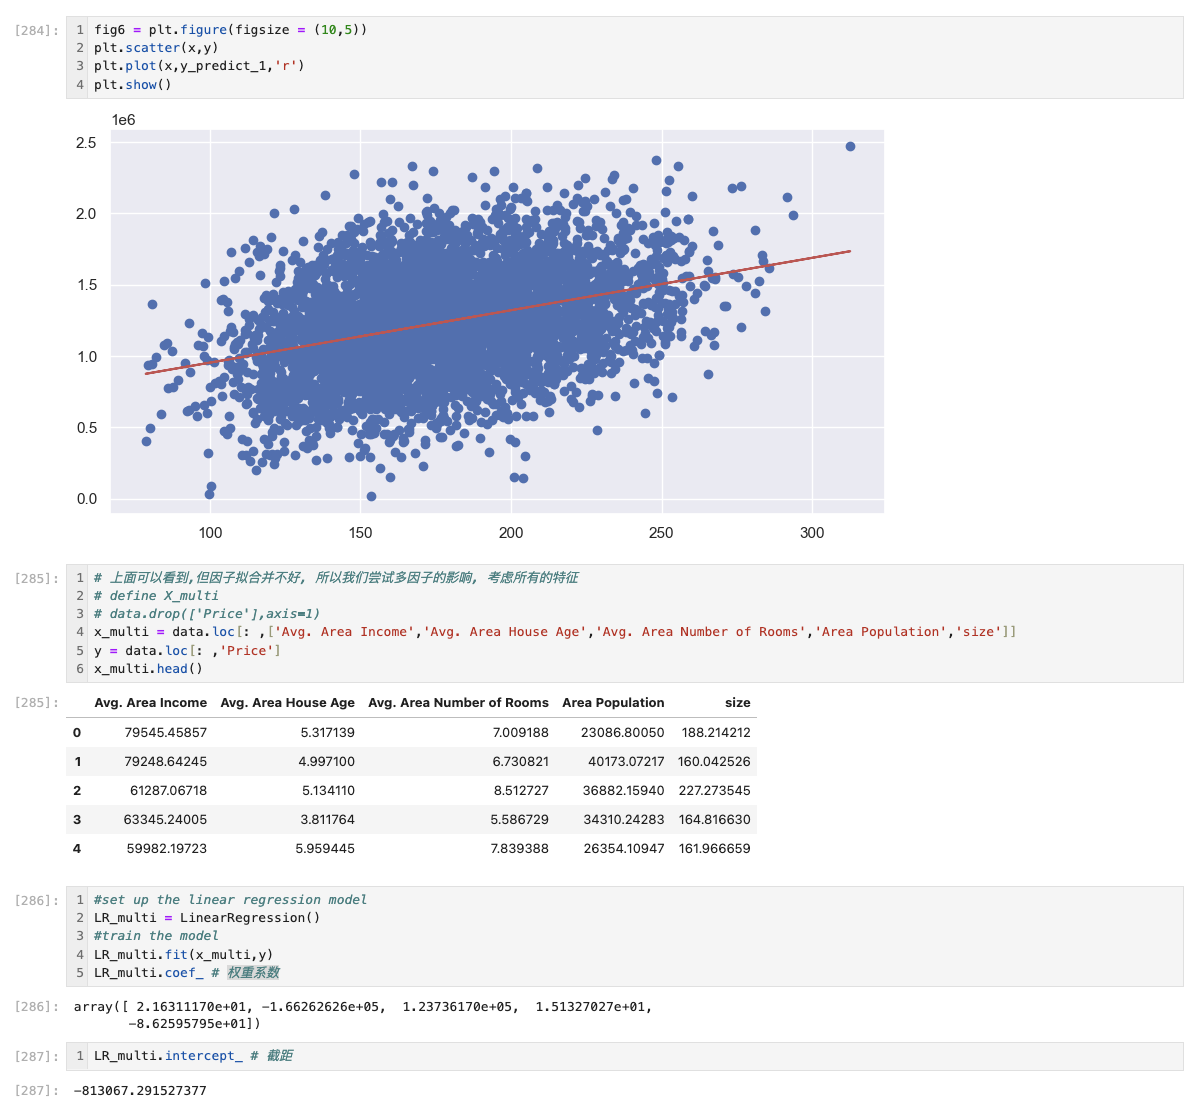 [284]:
1 fig6 = plt.figure(figsize = (10,5))
2 plt.scatter(x,y)
3 plt.plot(x,y_predict_1,'r')
4 plt.show()
1e6
2.5
2.0
1.5
1.0
0.5
0.0
100 150 200 250 300
[285]:
1 # 上面可以看到,但因子拟合并不好, 所以我们尝试多因子的影响, 考虑所有的特征
2 # define X_multi
3 # data.drop(['Price'],axis=1)
4 x_multi = data.loc[: ,['Avg. Area Income','Avg. Area House Age','Avg. Area Number of Rooms','Area Population','size']]
5 y = data.loc[: ,'Price']
6 x_multi.head()
[285]:
Avg. Area Income Avg. Area House Age Avg. Area Number of Rooms Area Population size
0 79545.45857 5.317139 7.009188 23086.80050 188.214212
1 79248.64245 4.997100 6.730821 40173.07217 160.042526
2 61287.06718 5.134110 8.512727 36882.15940 227.273545
3 63345.24005 3.811764 5.586729 34310.24283 164.816630
4 59982.19723 5.959445 7.839388 26354.10947 161.966659
[286]:
1 #set up the linear regression model
2 LR_multi = LinearRegression()
3 #train the model
4 LR_multi.fit(x_multi,y)
5 LR_multi.coef_ # 权重系数
[286]: array([ 2.16311170e+01, -1.66262626e+05, 1.23736170e+05, 1.51327027e+01,
-8.62595795e+01])
[287]:
1 LR_multi.intercept_ # 截距
[287]: -813067.291527377